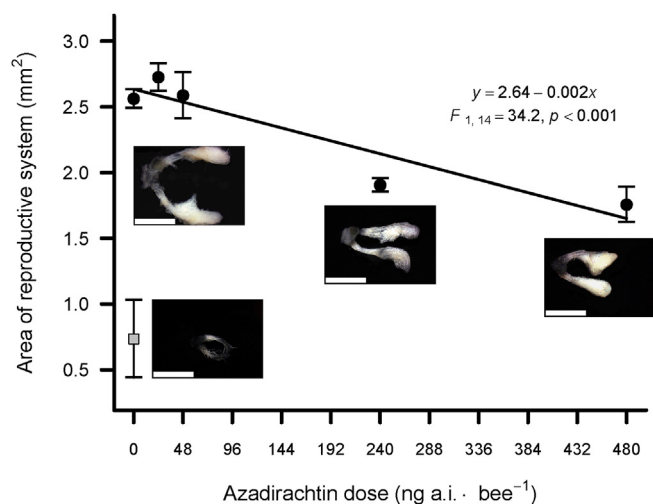 3.0
2.5
2.0
1.5
1.0
0.5
Area of reproductive system (mm²)
y = 2.64 – 0.002x
F 1, 14 = 34.2, p < 0.001
0 48 96 144 192 240 288 336 384 432 480
Azadirachtin dose (ng a.i. · bee⁻¹)